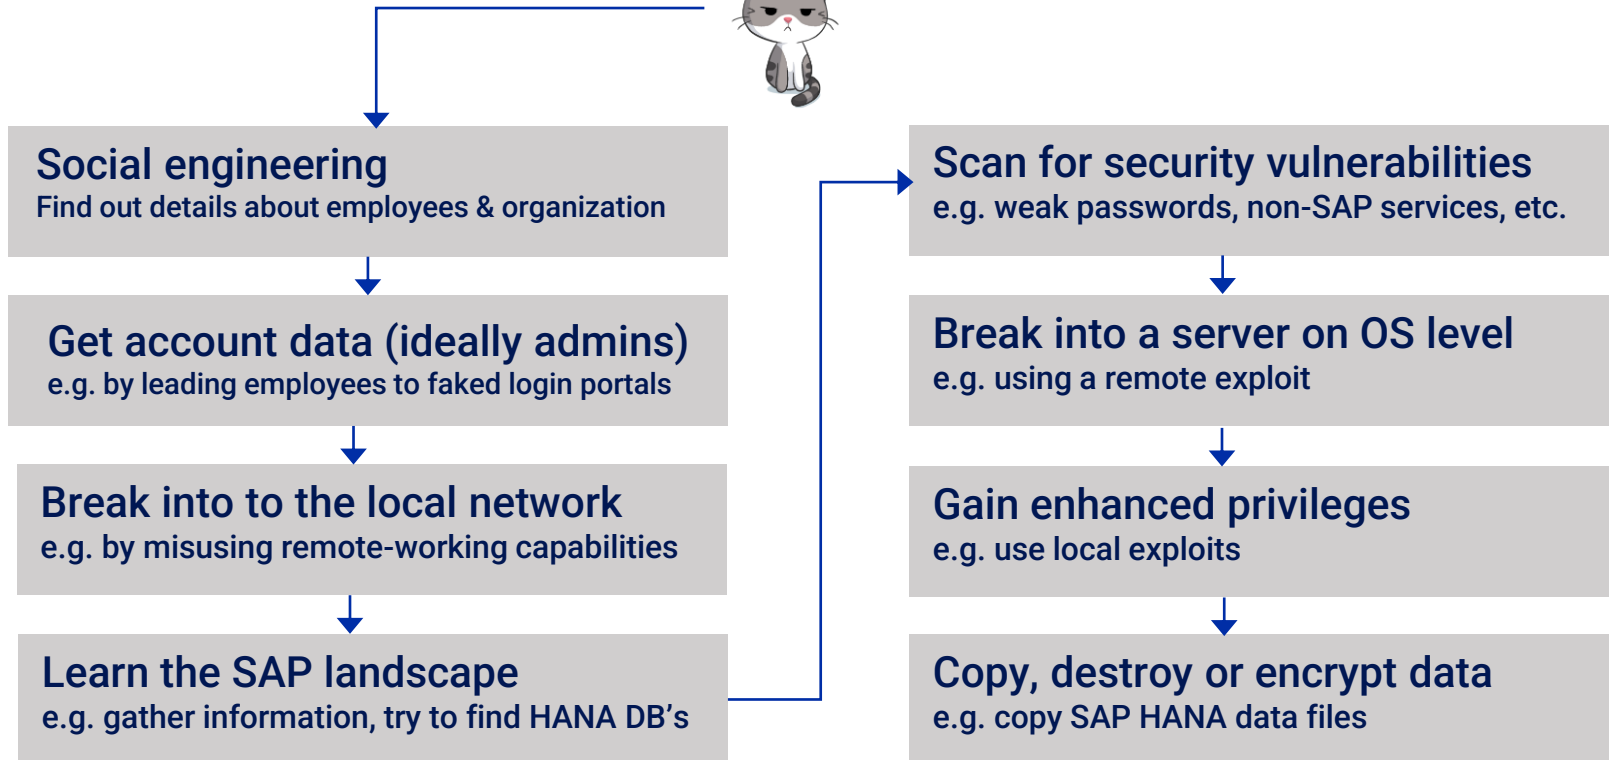 Social engineering
Find out details about employees & organization
Get account data (ideally admins)
e.g. by leading employees to faked login portals
Break into to the local network
e.g. by misusing remote-working capabilities
Learn the SAP landscape
e.g. gather information, try to find HANA DB’s
Scan for security vulnerabilities
e.g. weak passwords, non-SAP services, etc.
Break into a server on OS level
e.g. using a remote exploit
Gain enhanced privileges
e.g. use local exploits
Copy, destroy or encrypt data
e.g. copy SAP HANA data files